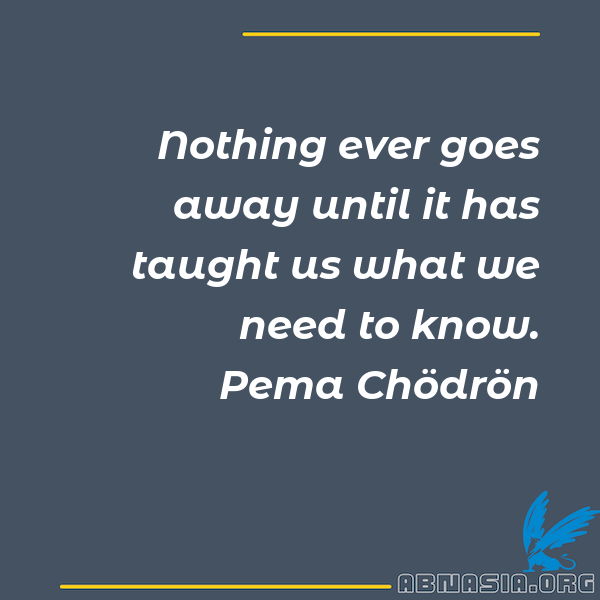 Nothing ever goes
away until it has
taught us what we
need to know.
Pema Chödrön
ABNASIA.ORG